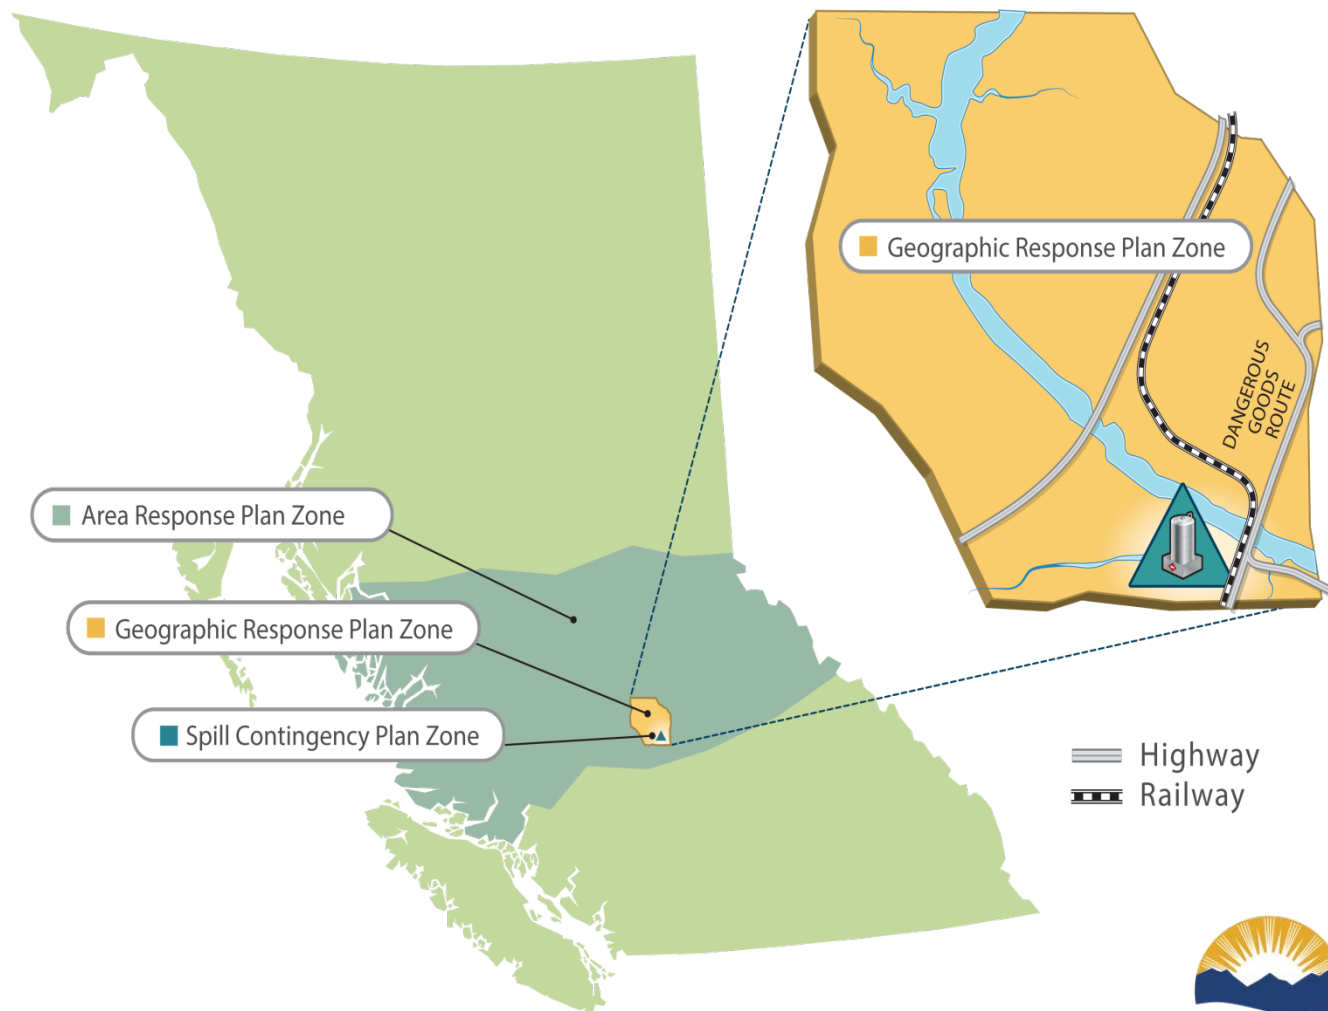 Geographic Response Plan Zone
DANGEROUS
GOODS
ROUTE
Area Response Plan Zone
Geographic Response Plan Zone
Spill Contingency Plan Zone
Highway
Railway